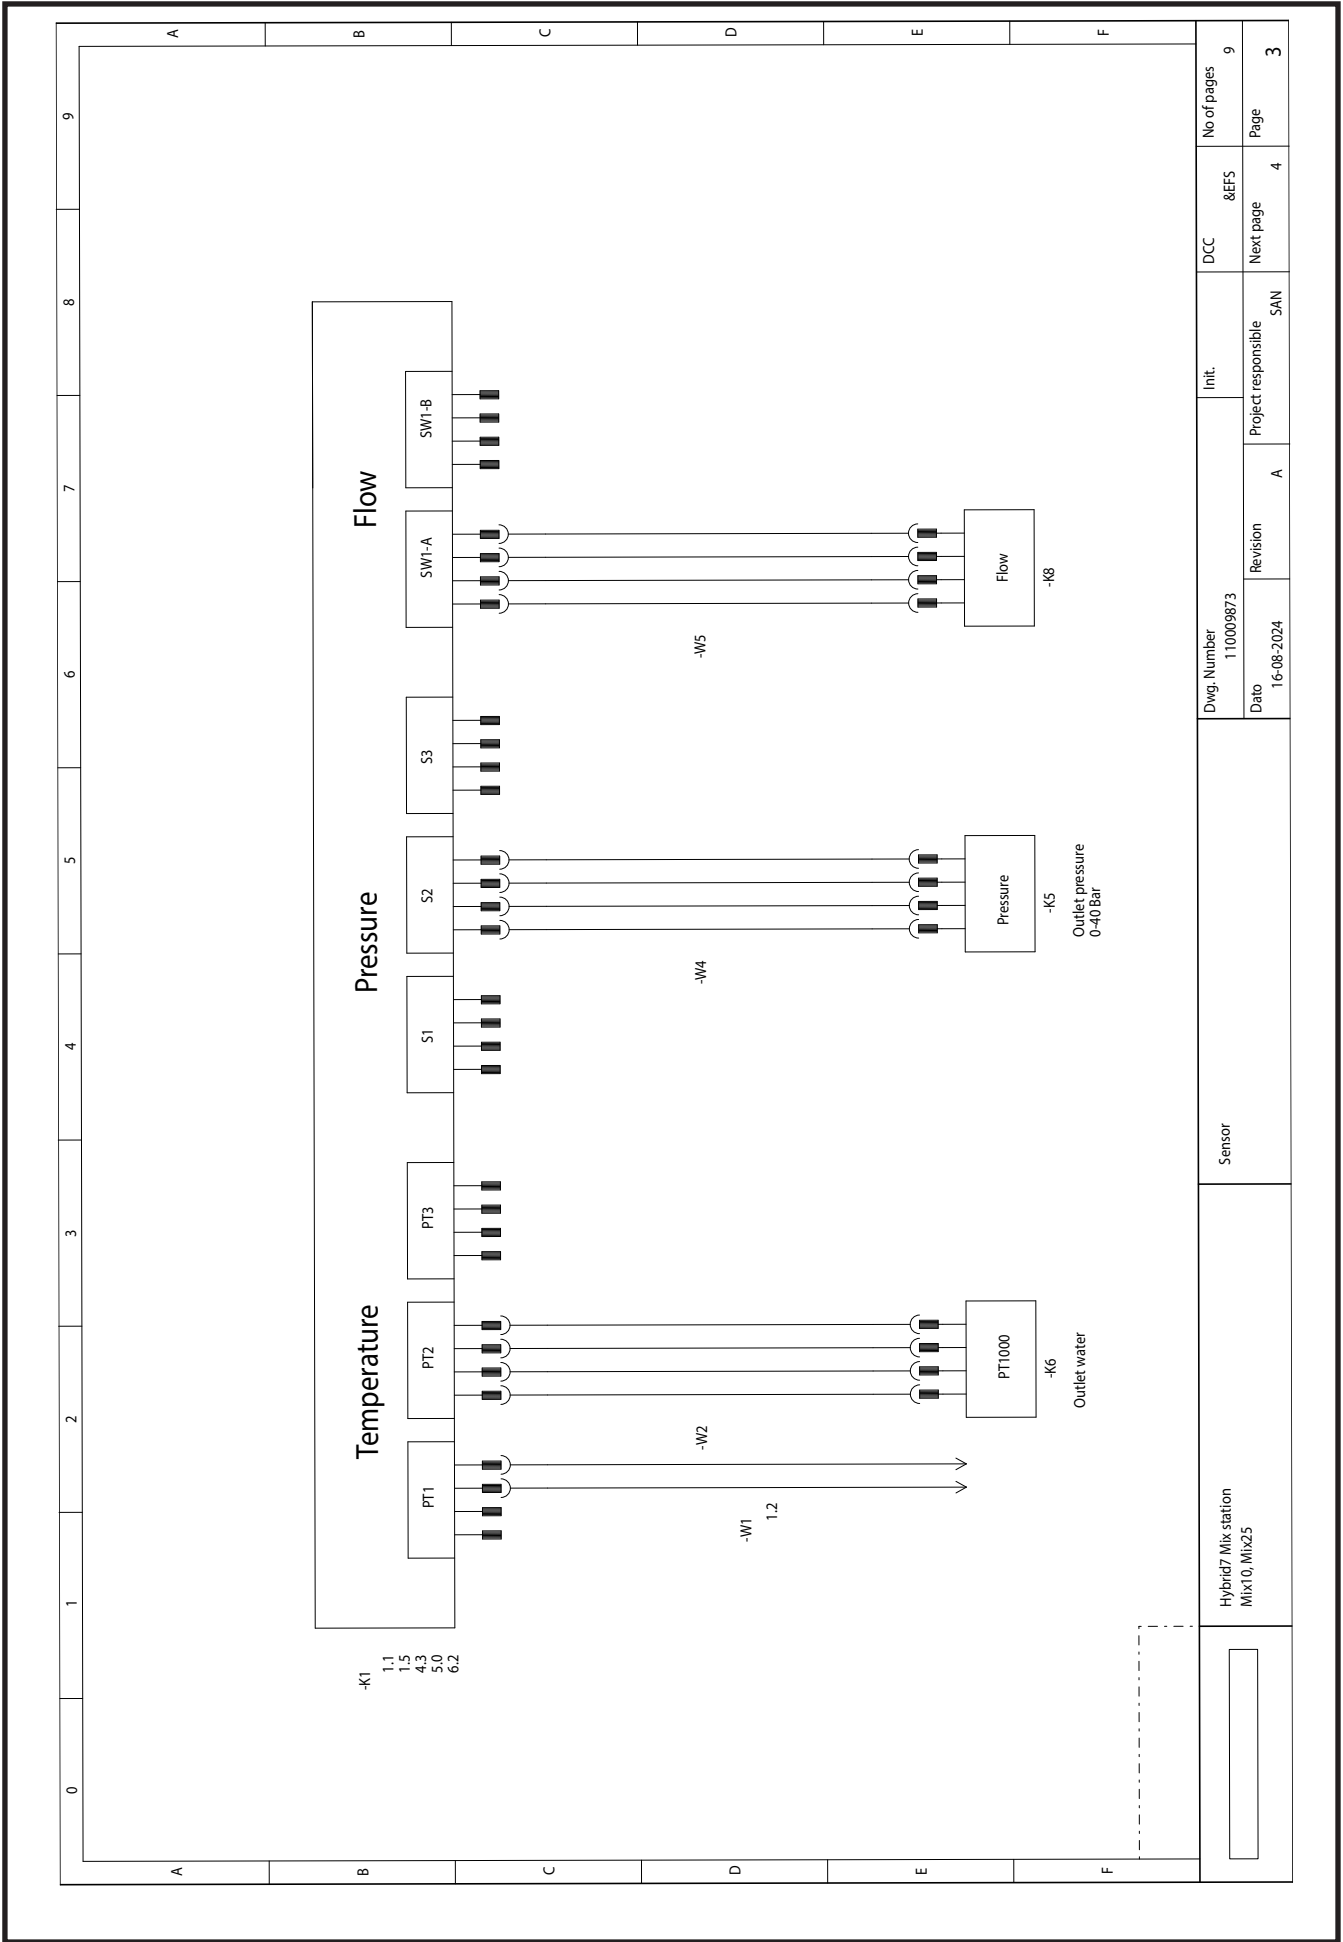 0
1
2
3
4
5
6
7
8
9
A
A
B
B
C
C
D
D
E
E
F
F
Temperature
Pressure
Flow
PT1
PT2
PT3
S1
S2
S3
SW1-A
SW1-B
-K1
1.1
1.5
4.3
5.0
6.2
-W1
1.2
-W2
-W4
-W5
PT1000
-K6
Outlet water
Pressure
-K5
Outlet pressure
0-40 Bar
Flow
-K8
Hybrid7 Mix station
Mix10, Mix25
Sensor
Dwg. Number
110009873
Init.
DCC
&EFS
No of pages
9
Dato
16-08-2024
Revision
A
Project responsible
SAN
Next page
4
Page
3